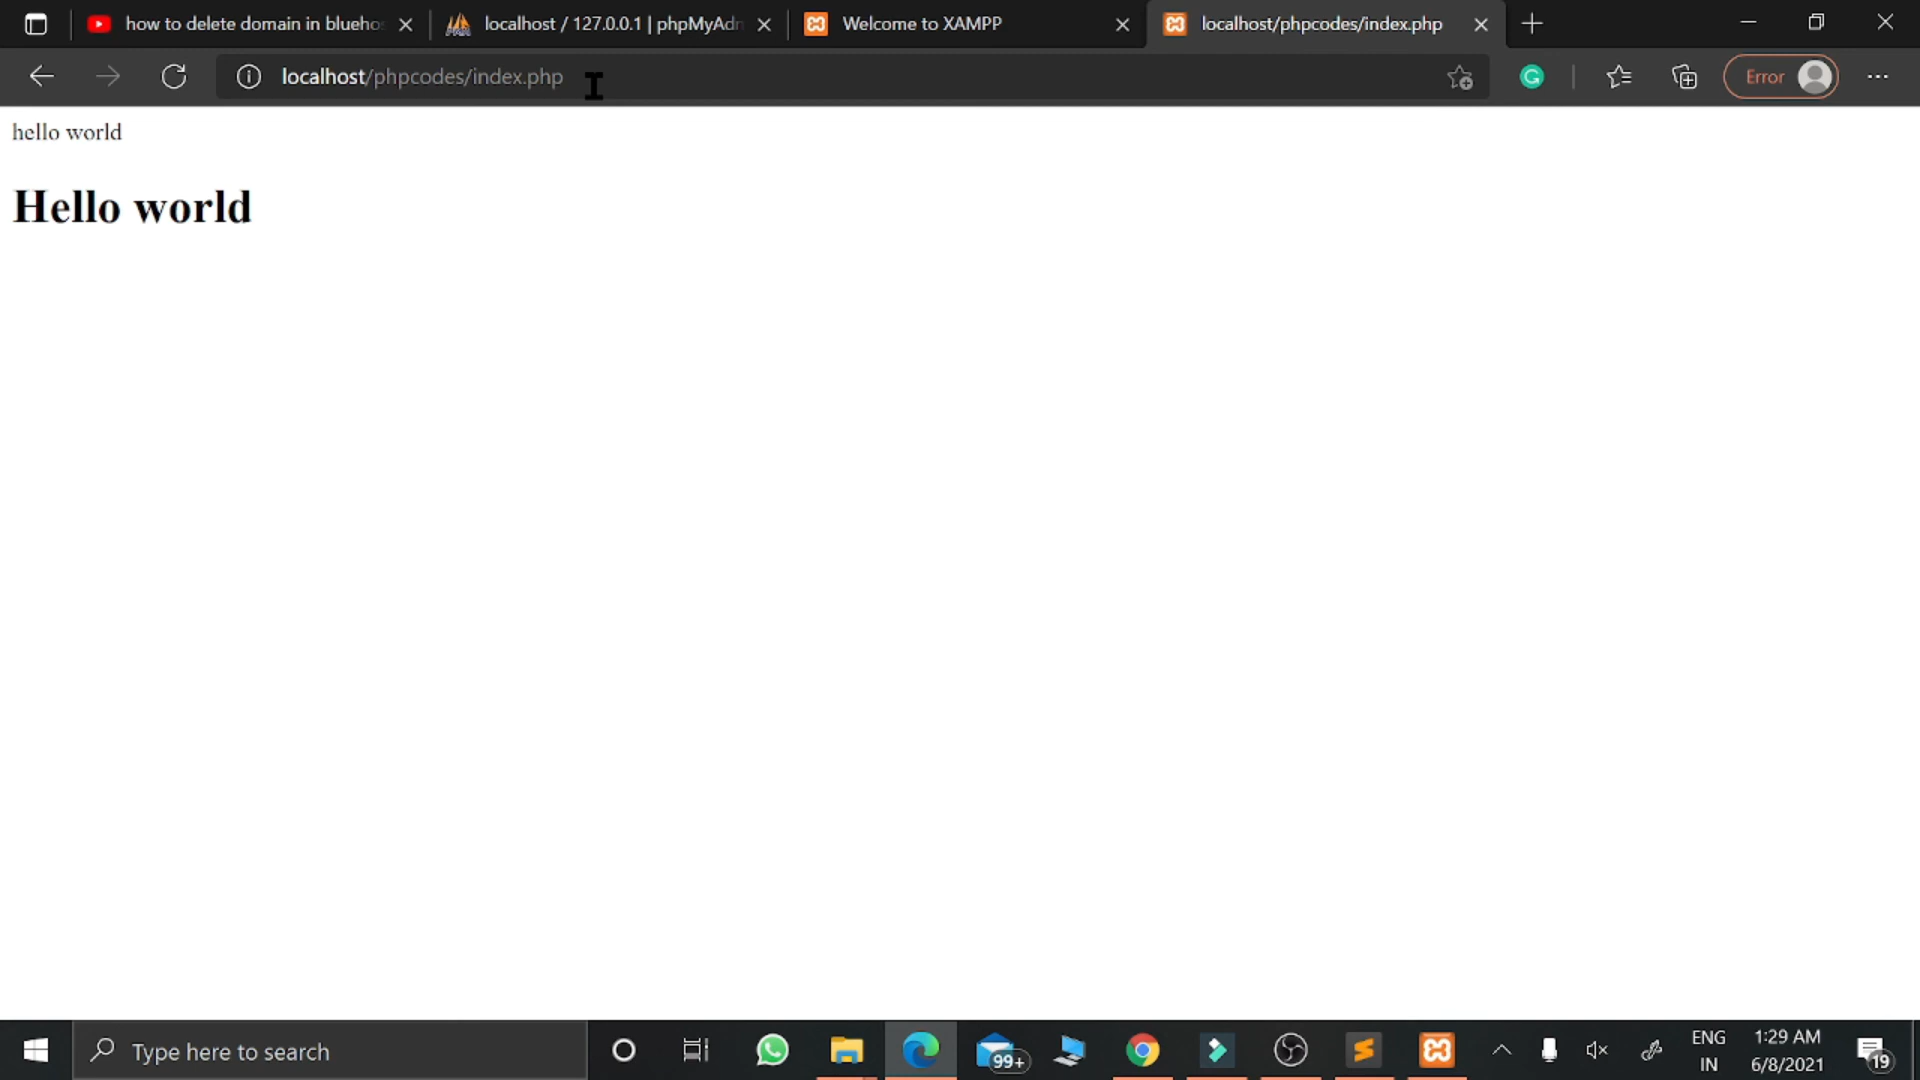 how to delete domain in blueho
localhost / 127.0.0.1 | phpMyAdm
Welcome to XAMPP
localhost/phpcodes/index.php
localhost/phpcodes/index.php
Error
hello world
Hello world
Type here to search
99+
ENG
IN
1:29 AM
6/8/2021
19